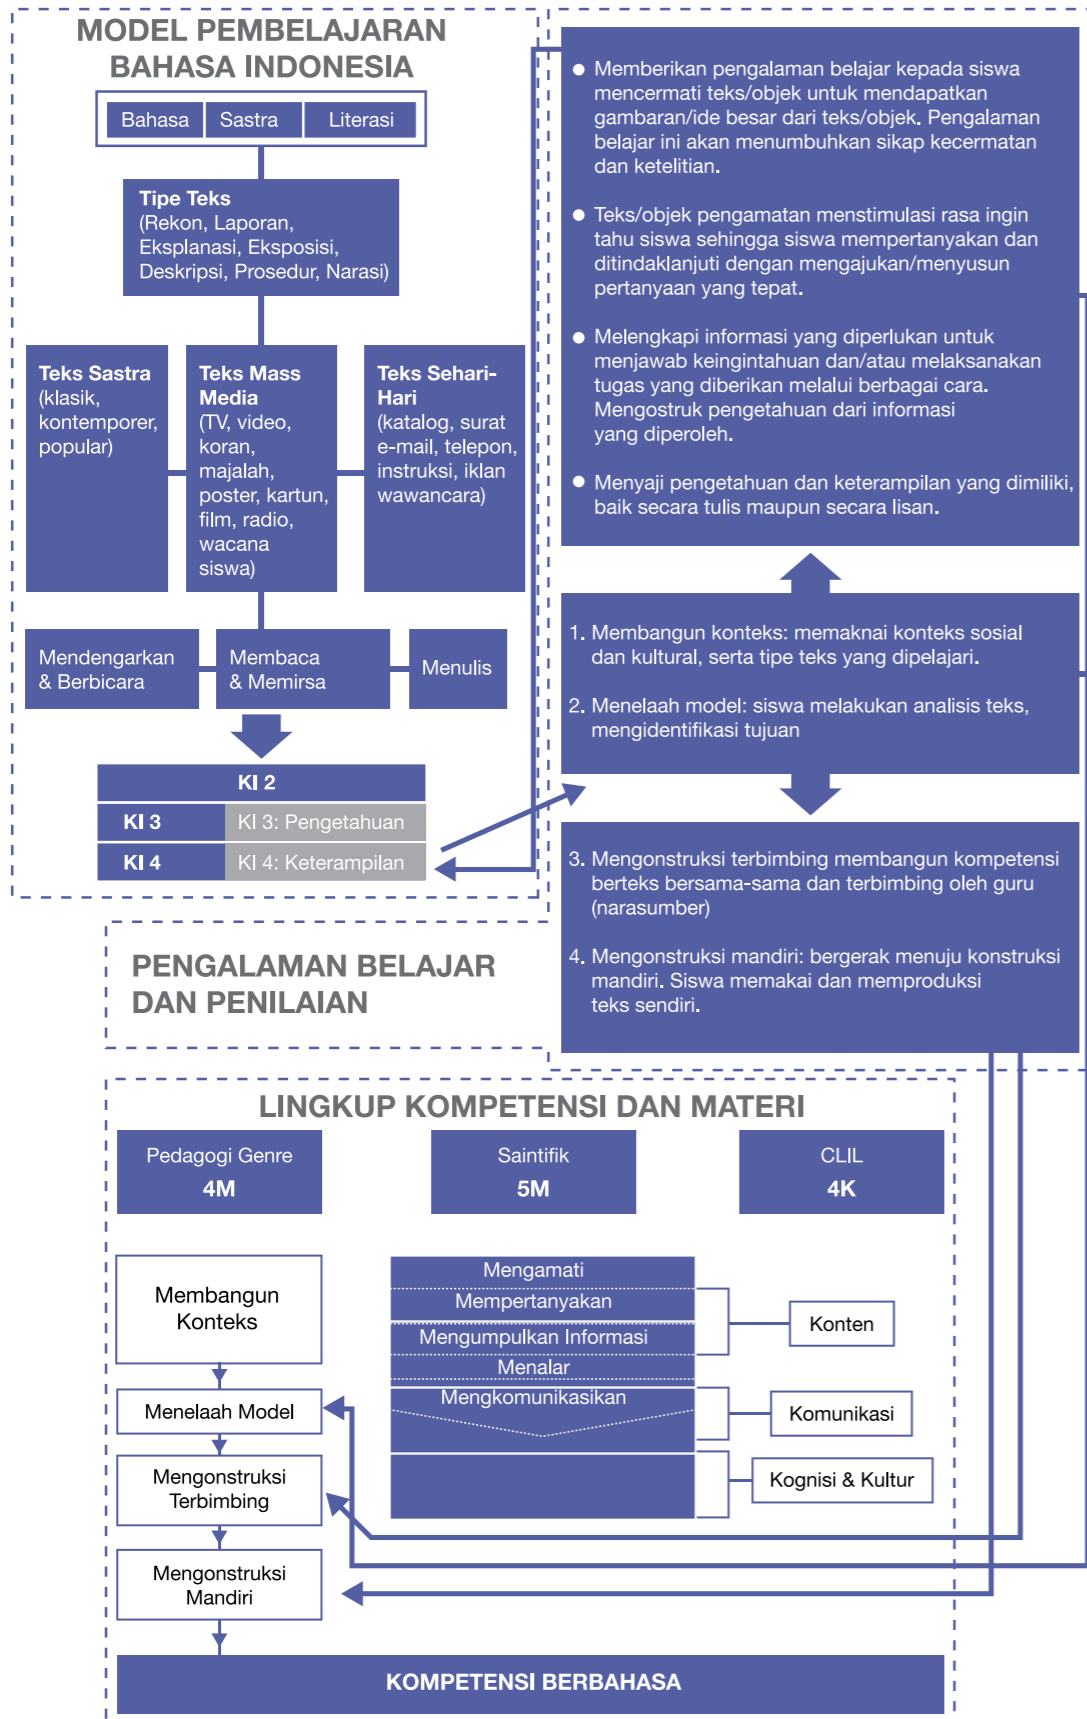 MODEL PEMBELAJARAN
BAHASA INDONESIA
Bahasa
Sastra
Literasi
Tipe Teks
(Rekon, Laporan,
Eksplanasi, Eksposisi,
Deskripsi, Prosedur, Narasi)
Teks Sastra
(klasik,
kontemporer,
popular)
Teks Mass
Media
(TV, video,
koran,
majalah,
poster, kartun,
film, radio,
wacana
siswa)
Teks Sehari-
Hari
(katalog, surat
e-mail, telepon,
instruksi, iklan
wawancara)
Mendengarkan
& Berbicara
Membaca
& Memirsa
Menulis
KI 2
KI 3
KI 3: Pengetahuan
KI 4
KI 4: Keterampilan
● Memberikan pengalaman belajar kepada siswa
mencermati teks/objek untuk mendapatkan
gambaran/ide besar dari teks/objek. Pengalaman
belajar ini akan menumbuhkan sikap kecermatan
dan ketelitian.
● Teks/objek pengamatan menstimulasi rasa ingin
tahu siswa sehingga siswa mempertanyakan dan
ditindaklanjuti dengan mengajukan/menyusun
pertanyaan yang tepat.
● Melengkapi informasi yang diperlukan untuk
menjawab keingintahuan dan/atau melaksanakan
tugas yang diberikan melalui berbagai cara.
Mengostruk pengetahuan dari informasi
yang diperoleh.
● Menyaji pengetahuan dan keterampilan yang dimiliki,
baik secara tulis maupun secara lisan.
1. Membangun konteks: memaknai konteks sosial
dan kultural, serta tipe teks yang dipelajari.
2. Menelaah model: siswa melakukan analisis teks,
mengidentifikasi tujuan
3. Mengonstruksi terbimbing membangun kompetensi
berteks bersama-sama dan terbimbing oleh guru
(narasumber)
4. Mengonstruksi mandiri: bergerak menuju konstruksi
mandiri. Siswa memakai dan memproduksi
teks sendiri.
PENGALAMAN BELAJAR
DAN PENILAIAN
LINGKUP KOMPETENSI DAN MATERI
Pedagogi Genre
4M
Saintifik
5M
CLIL
4K
Membangun
Konteks
Menelaah Model
Mengonstruksi
Terbimbing
Mengonstruksi
Mandiri
Mengamati
Mempertanyakan
Mengumpulkan Informasi
Menalar
Mengkomunikasikan
Konten
Komunikasi
Kognisi & Kultur
KOMPETENSI BERBAHASA